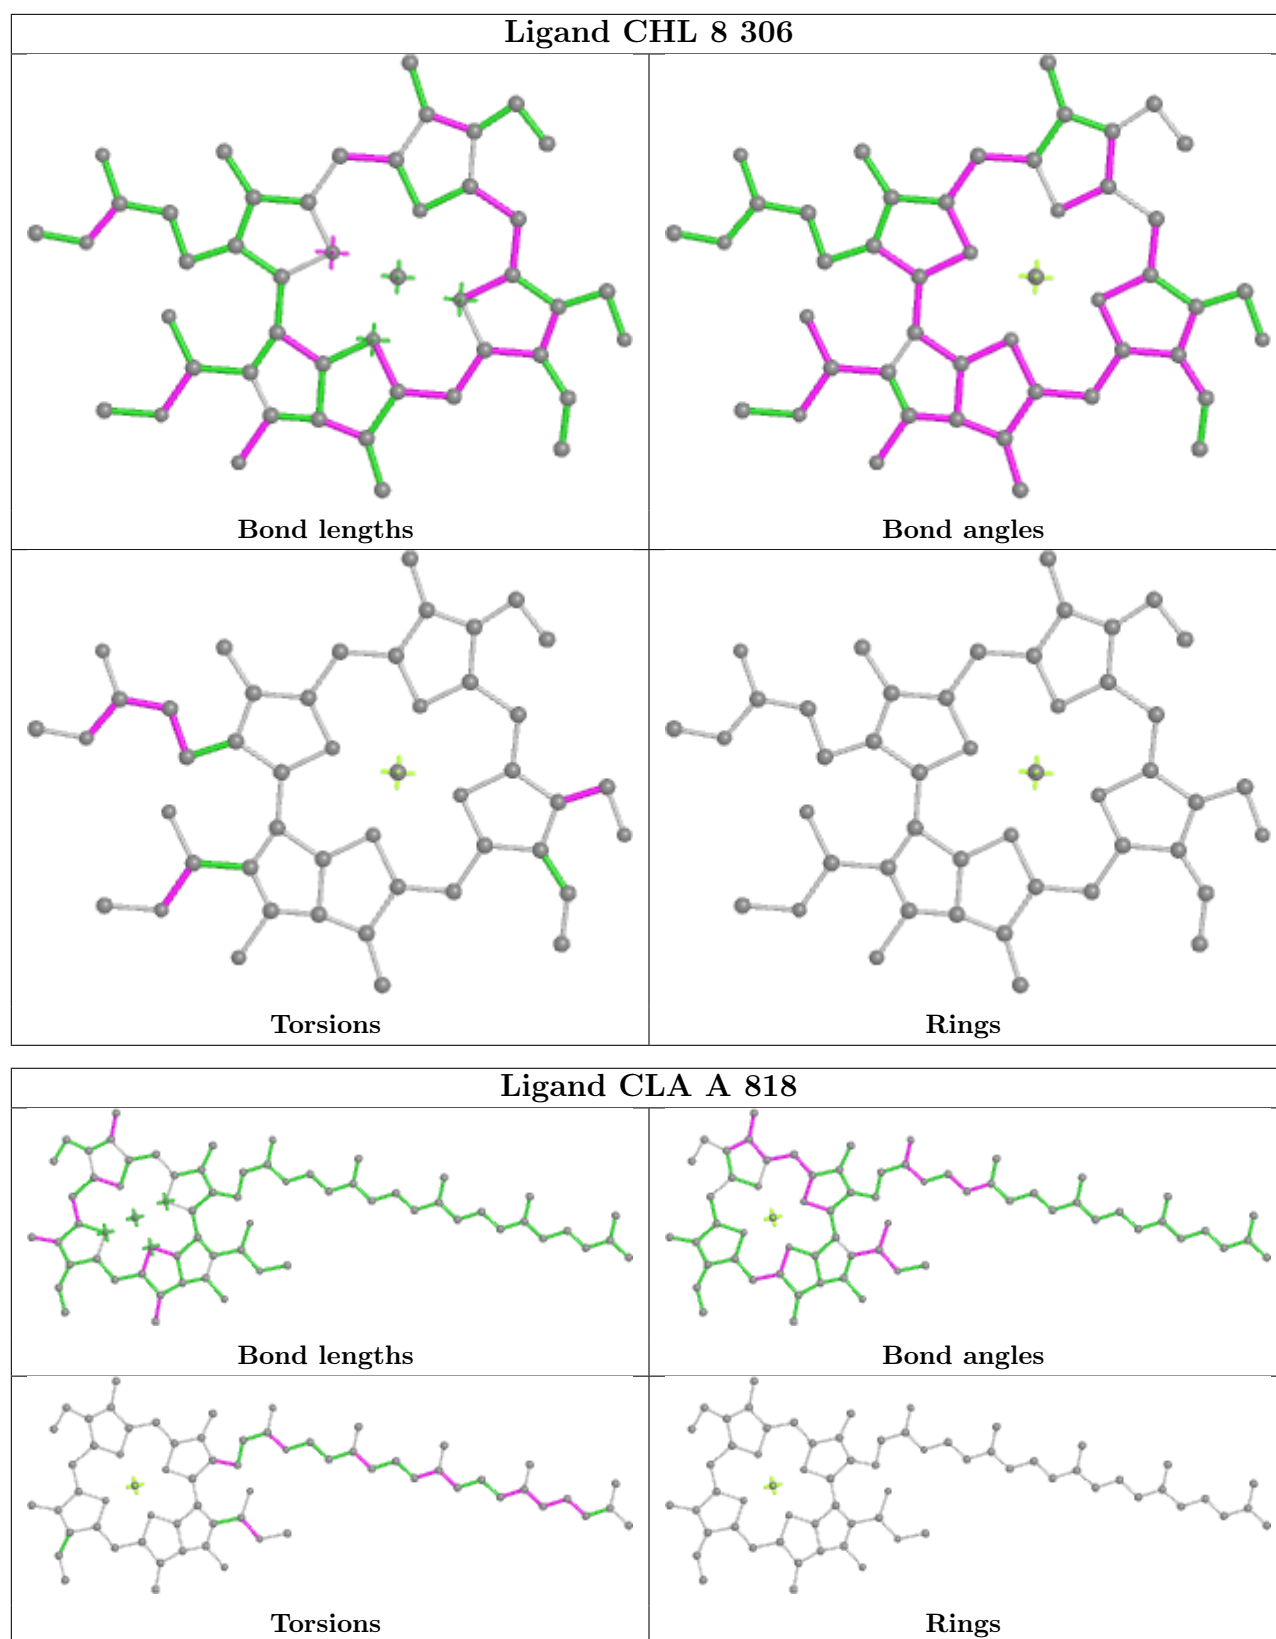 Ligand CHL 8 306
Bond lengths
Bond angles
Torsions
Rings
Ligand CLA A 818
Bond lengths
Bond angles
Torsions
Rings